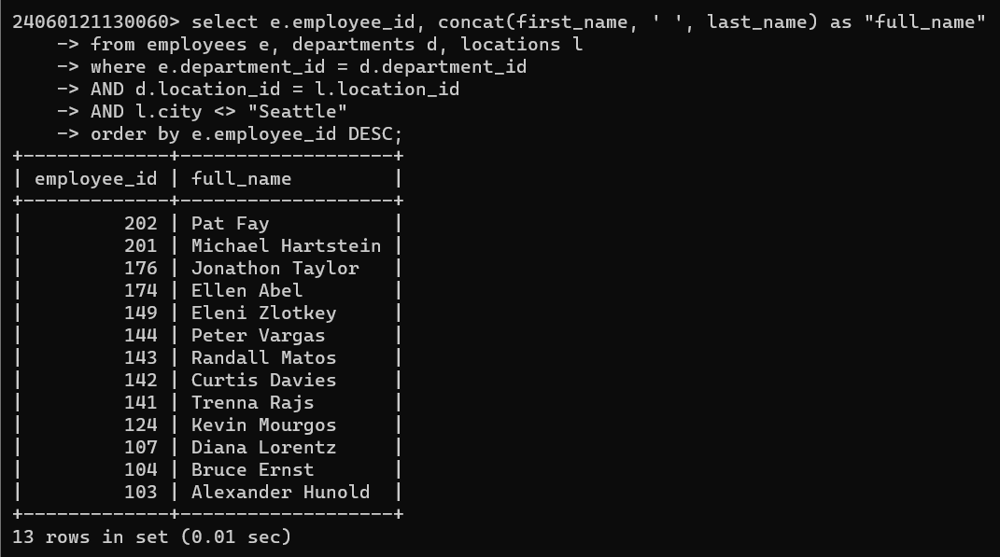 24060121130060> select e.employee_id, concat(first_name, ' ', last_name) as "full_name"
    -> from employees e, departments d, locations l
    -> where e.department_id = d.department_id
    -> AND d.location_id = l.location_id
    -> AND l.city <> "Seattle"
    -> order by e.employee_id DESC;
+-------------+-------------------+
| employee_id | full_name         |
+-------------+-------------------+
|         202 | Pat Fay           |
|         201 | Michael Hartstein |
|         176 | Jonathon Taylor   |
|         174 | Ellen Abel        |
|         149 | Eleni Zlotkey     |
|         144 | Peter Vargas      |
|         143 | Randall Matos     |
|         142 | Curtis Davies     |
|         141 | Trenna Rajs       |
|         124 | Kevin Mourgos     |
|         107 | Diana Lorentz     |
|         104 | Bruce Ernst       |
|         103 | Alexander Hunold  |
+-------------+-------------------+
13 rows in set (0.01 sec)